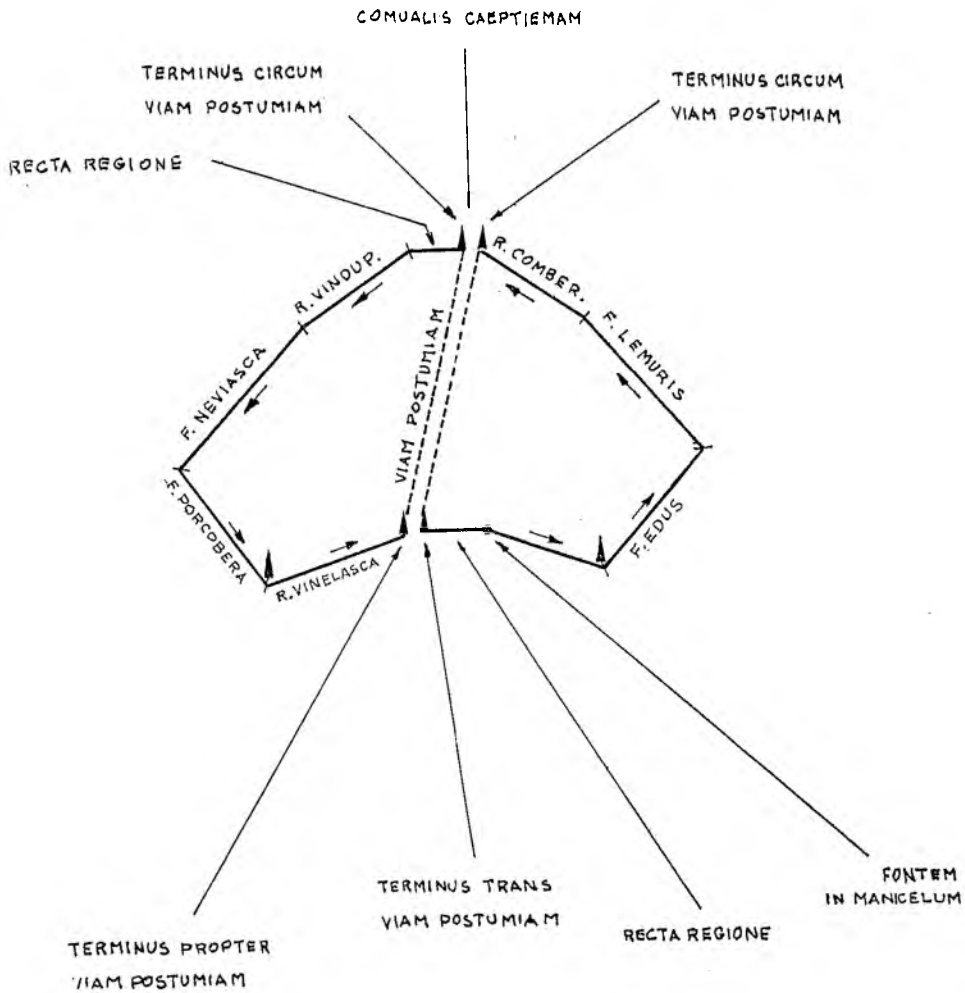 COMUALIS CAEPTIEMAM
TERMINUS CIRCUM
VIAM POSTUMIAM
TERMINUS CIRCUM
VIAM POSTUMIAM
RECTA REGIONE
R. VINDUP.
R. COMBER.
F. NEVIASCA
F. LEMURIS
VIAM POSTUMIAM
F. PORCOBERA
R. VINELASCA
F. EDUS
TERMINUS PROPTER
VIAM POSTUMIAM
TERMINUS TRANS
VIAM POSTUMIAM
RECTA REGIONE
FONTEM
IN MANICELUM